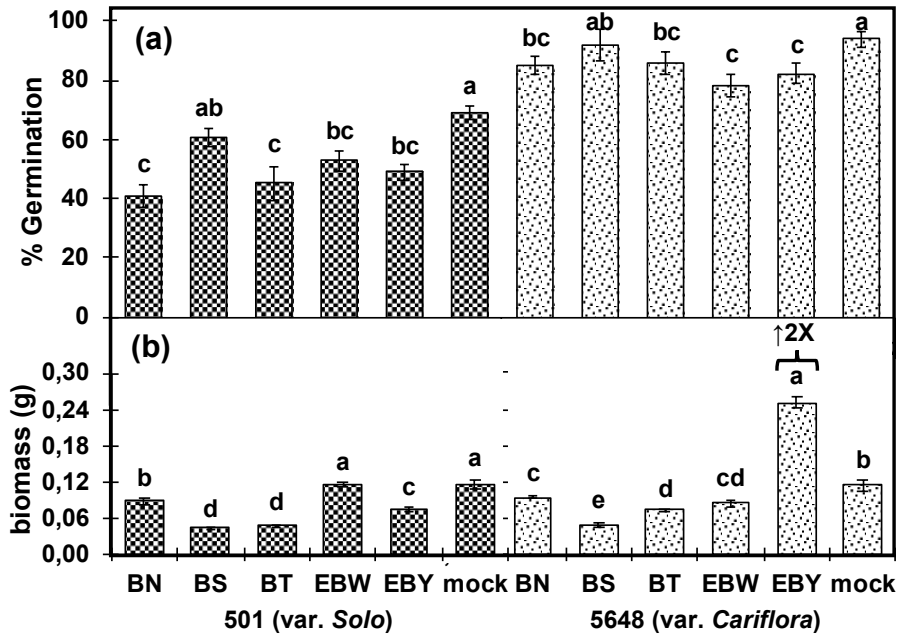 (a)
% Germination
100
80
60
40
20
0
c
ab
c
bc
bc
a
bc
ab
bc
c
c
a
(b)
biomass (g)
0,30
0,24
0,18
0,12
0,06
0,00
↑2X
b
d
d
a
c
a
c
e
d
cd
a
b
BN BS BT EBW EBY mock BN BS BT EBW EBY mock
501 (var. Solo) 5648 (var. Cariflora)